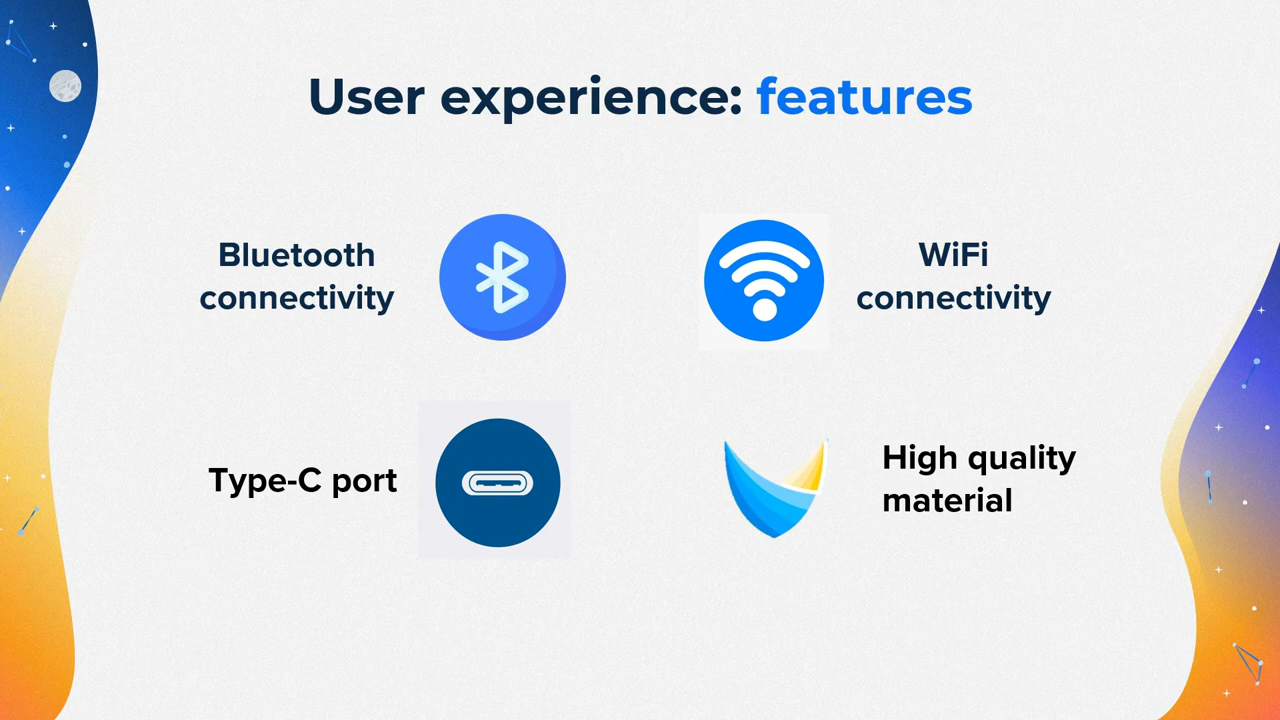 User experience: features
Bluetooth
connectivity
WiFi
connectivity
Type-C port
High quality
material